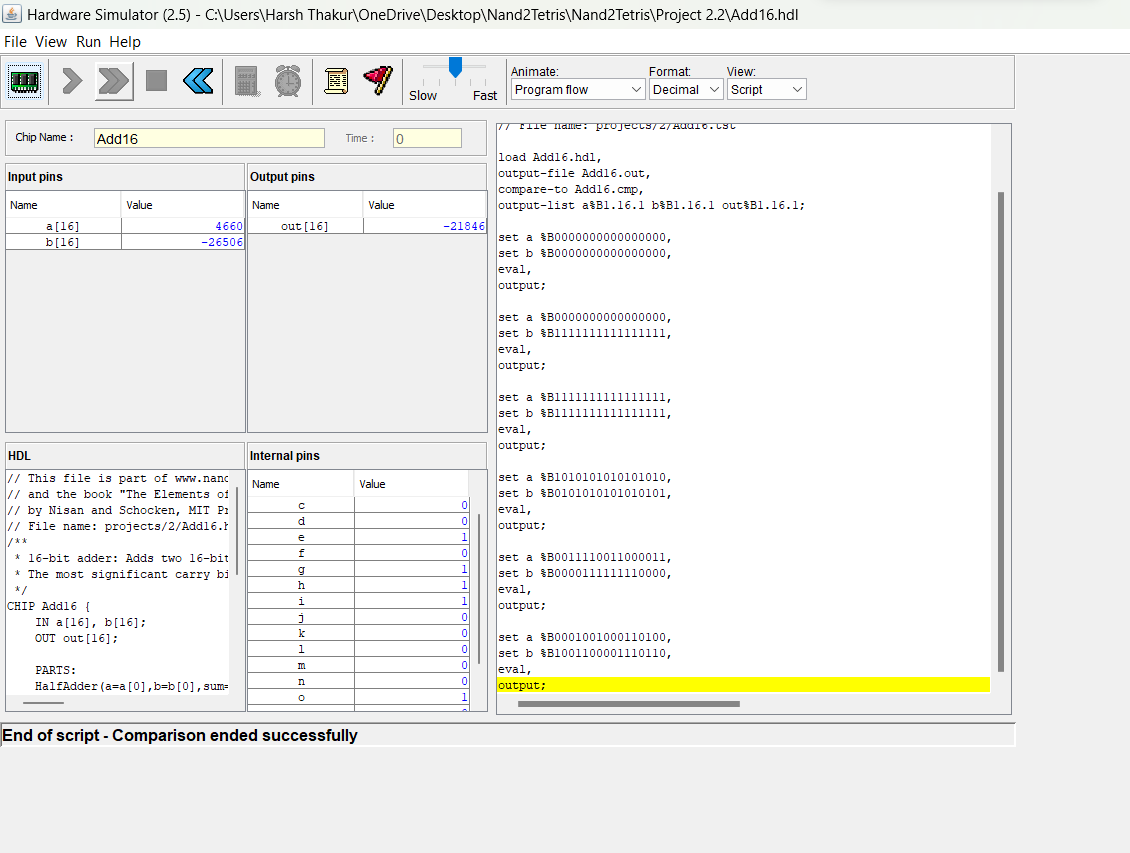 Hardware Simulator (2.5) - C:\Users\Harsh Thakur\OneDrive\Desktop\Nand2Tetris\Nand2Tetris\Project 2.2\Add16.hdl
File View Run Help
Slow Fast
Animate: Format: View:
Program flow Decimal Script
Chip Name : Add16 Time : 0
Input pins
Name Value
a[16] 4660
b[16] -26506
Output pins
Name Value
out[16] -21846
HDL
// This file is part of www.nand
// and the book "The Elements of
// by Nisan and Schocken, MIT Pr
// File name: projects/2/Add16.h
/**
* 16-bit adder: Adds two 16-bit
* The most significant carry bi
*/
CHIP Add16 {
IN a[16], b[16];
OUT out[16];
PARTS:
HalfAdder(a=a[0],b=b[0],sum=
Internal pins
Name Value
c 0
d 0
e 1
f 0
g 1
h 1
i 1
j 0
k 0
l 0
m 0
n 0
o 1
// File name: projects/2/Add16.tst
load Add16.hdl,
output-file Add16.out,
compare-to Add16.cmp,
output-list a%B1.16.1 b%B1.16.1 out%B1.16.1;
set a %B0000000000000000,
set b %B0000000000000000,
eval,
output;
set a %B0000000000000000,
set b %B1111111111111111,
eval,
output;
set a %B1111111111111111,
set b %B1111111111111111,
eval,
output;
set a %B1010101010101010,
set b %B0101010101010101,
eval,
output;
set a %B0011110011000011,
set b %B0000111111110000,
eval,
output;
set a %B0001001000110100,
set b %B1001100001110110,
eval,
output;
End of script - Comparison ended successfully